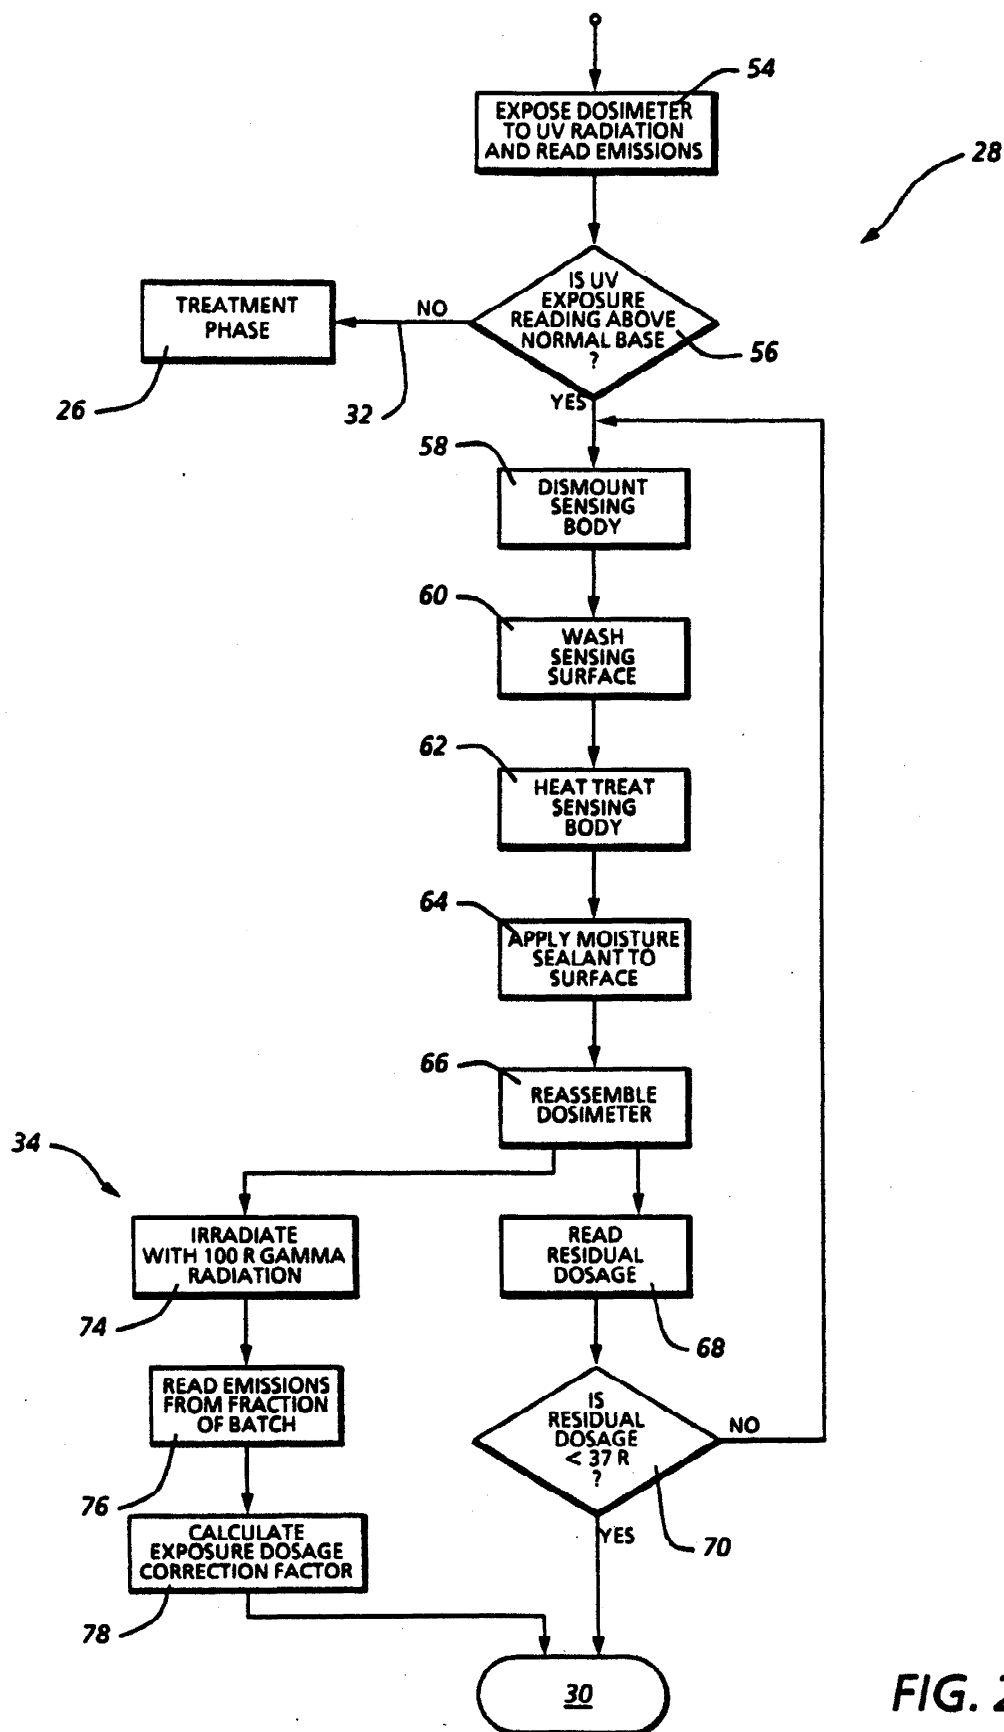 54
EXPOSE DOSIMETER
TO UV RADIATION
AND READ EMISSIONS
28
IS UV
EXPOSURE
READING ABOVE
NORMAL BASE
?
56
NO
TREATMENT
PHASE
26
32
YES
58
DISMOUNT
SENSING
BODY
60
WASH
SENSING
SURFACE
62
HEAT TREAT
SENSING
BODY
64
APPLY MOISTURE
SEALANT TO
SURFACE
66
REASSEMBLE
DOSIMETER
34
IRRADIATE
WITH 100 R GAMMA
RADIATION
74
READ
RESIDUAL
DOSAGE
68
READ EMISSIONS
FROM FRACTION
OF BATCH
76
IS
RESIDUAL
DOSAGE
< 37 R
?
NO
70
YES
CALCULATE
EXPOSURE DOSAGE
CORRECTION FACTOR
78
30
FIG. 2